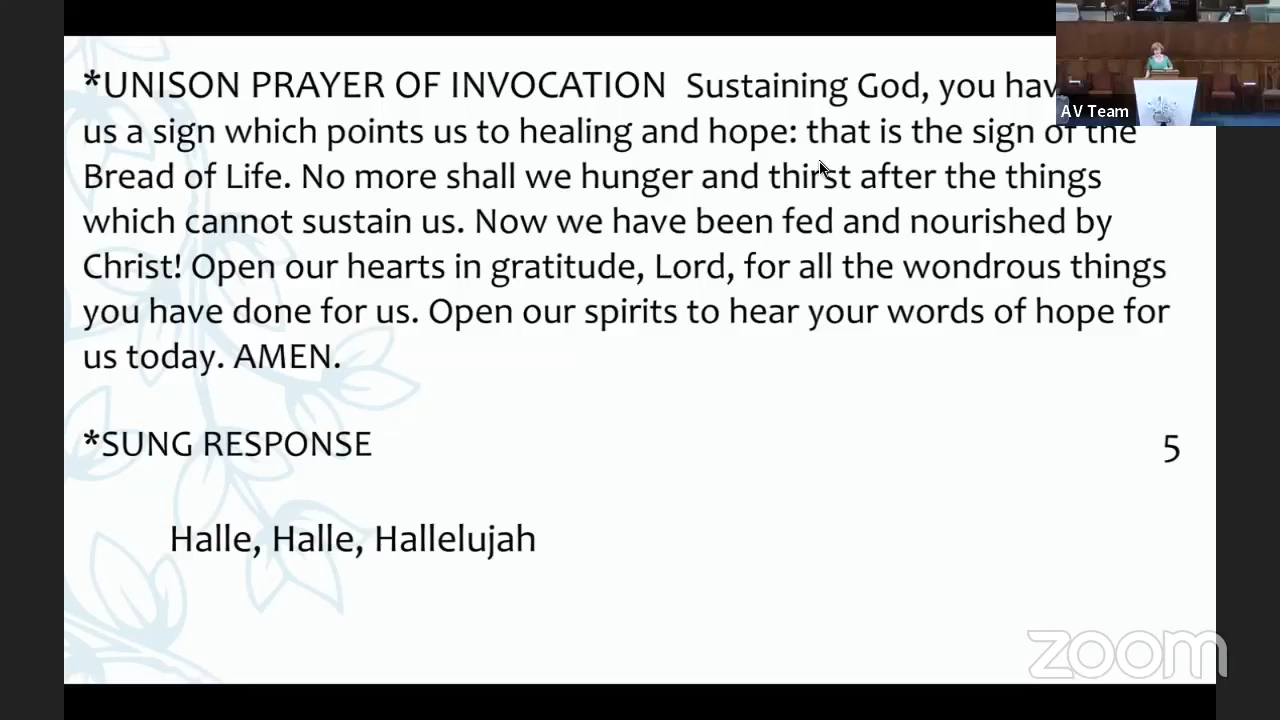 *UNISON PRAYER OF INVOCATION Sustaining God, you hav
us a sign which points us to healing and hope: that is the sign of the
Bread of Life. No more shall we hunger and thirst after the things
which cannot sustain us. Now we have been fed and nourished by
Christ! Open our hearts in gratitude, Lord, for all the wondrous things
you have done for us. Open our spirits to hear your words of hope for
us today. AMEN.
*SUNG RESPONSE 5
Halle, Halle, Hallelujah
AV Team
zoom